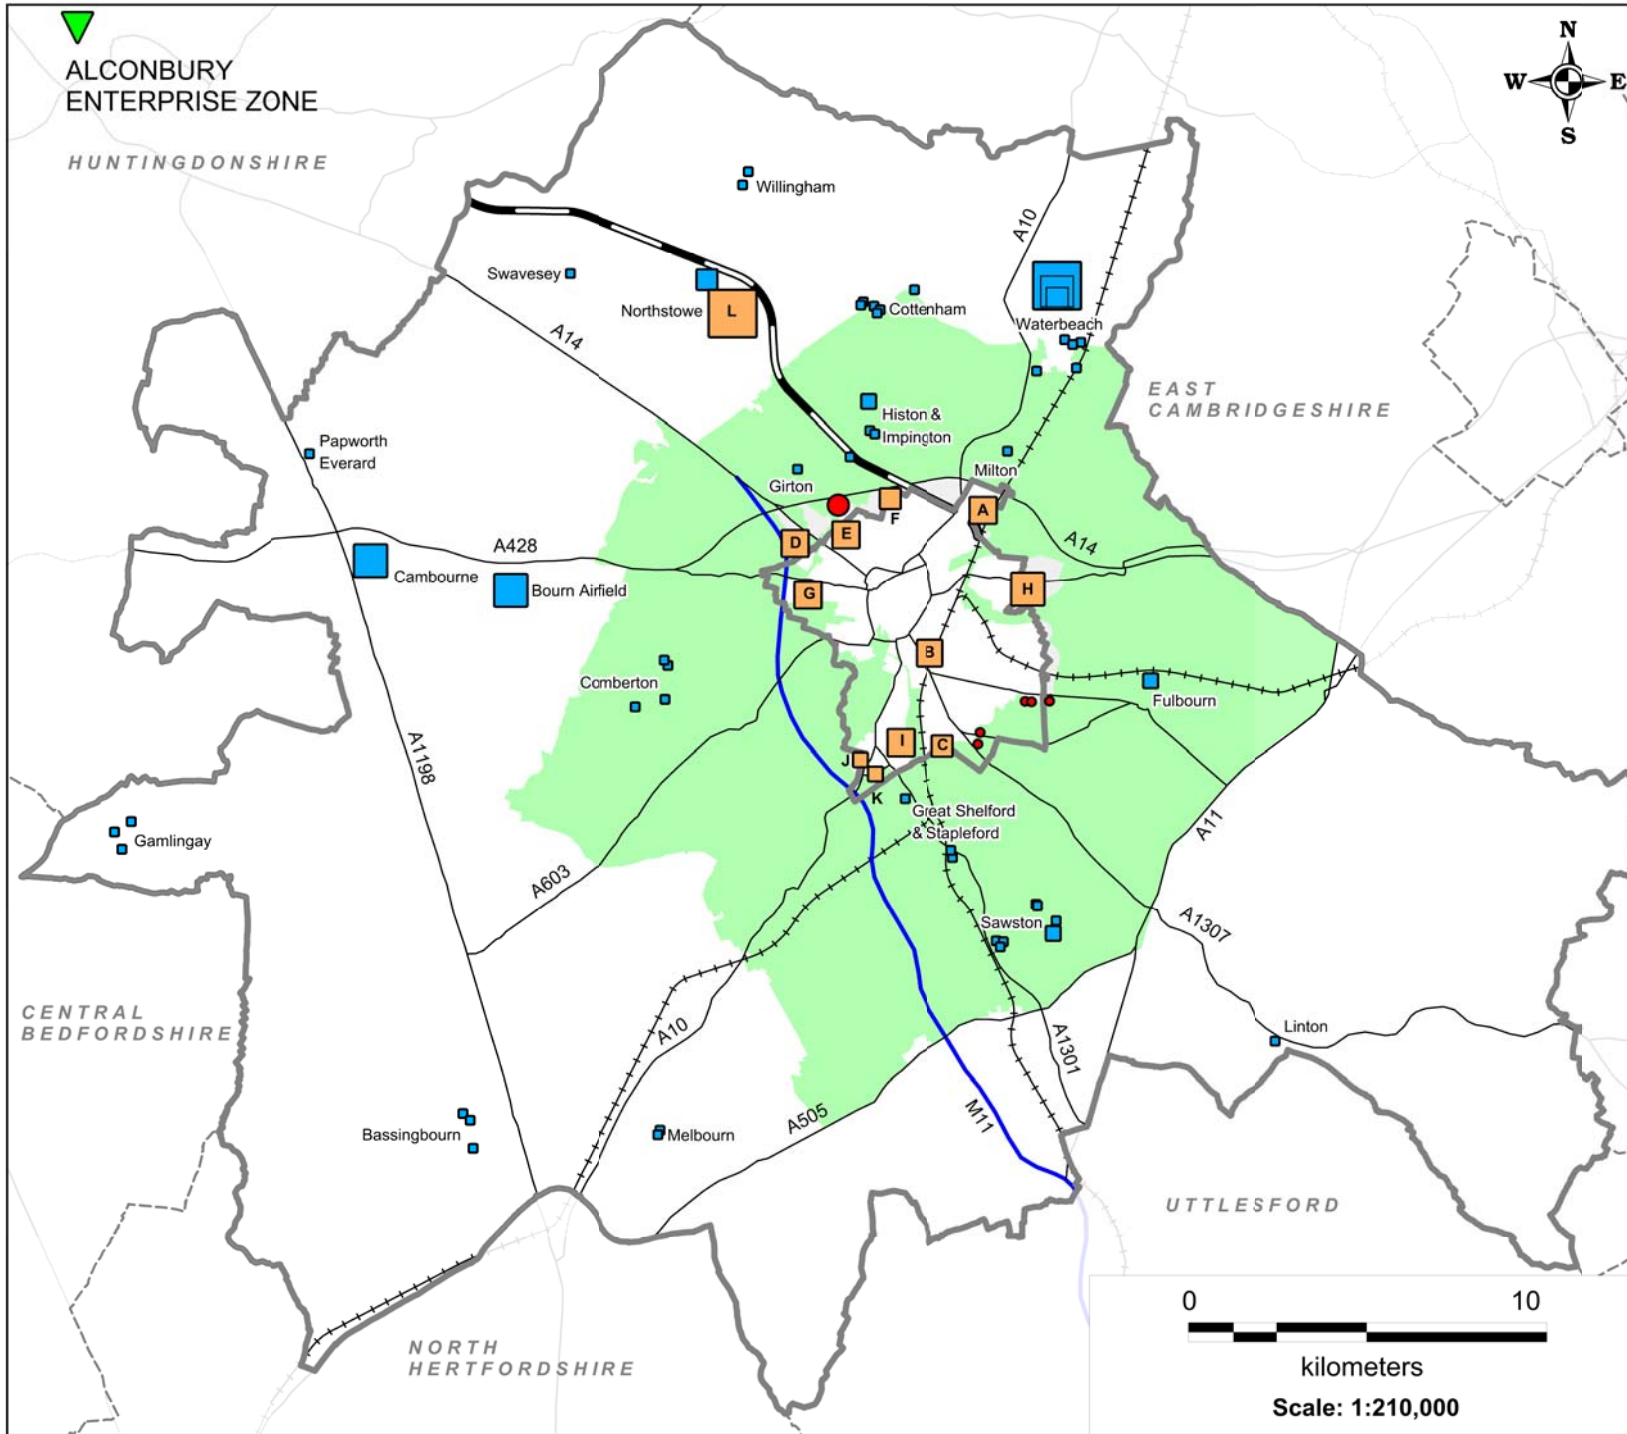 ALCONBURY
ENTERPRISE ZONE
N
W E
S
HUNTINGDONSHIRE
Willingham
A10
Swavesey
Northstowe
L
Cottenham
Waterbeach
A14
EAST
CAMBRIDGESHIRE
Histon &
Impington
Papworth
Everard
Girton
Milton
F
A
E
D
A14
A428
Cambourne
Bourn Airfield
G
H
B
Comberton
Fulbourn
A1198
I
C
J
K
Great Shelford
& Stapleford
A11
Gamlingay
A603
Sawston
A1307
CENTRAL
BEDFORDSHIRE
A10
A1301
Linton
A505
M11
Bassingbourn
Melbourn
UTTLESFORD
NORTH
HERTFORDSHIRE
0 10
kilometers
Scale: 1:210,000